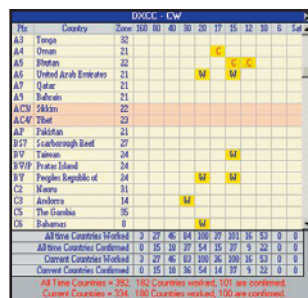 DXCC - CW
Pfx Country Zone 160 80 40 30 20 17 15 12 10 6 Sat
A3 Tonga 32
A4 Oman 21 C
A5 Bhutan 22 C C
A6 United Arab Emirates 21 W W
A7 Qatar 21
A9 Bahrain 21
AC3/ Sikkim 22
AC4/ Tibet 23
AP Pakistan 21
BS7 Scarborough Reef 27
BV Taiwan 24 W
BV/P Pratas Island 24
BY Peoples Republic of 24 W W
C2 Nauru 31
C3 Andorra 14 W
C5 The Gambia 35
C6 Bahamas 8 W
All time Countries Worked 3 27 46 84 100 37 101 16 53 0 0
All time Countries Confirmed 0 15 18 37 54 15 37 9 22 0 0
Current Countries Worked 3 27 46 83 100 36 100 16 53 0 0
Current Countries Confirmed 0 15 18 36 54 14 37 9 22 0 0
All Time Countries = 392: 182 Countries worked, 101 are confirmed.
Current Countries = 334: 180 Countries worked, 100 are confirmed.